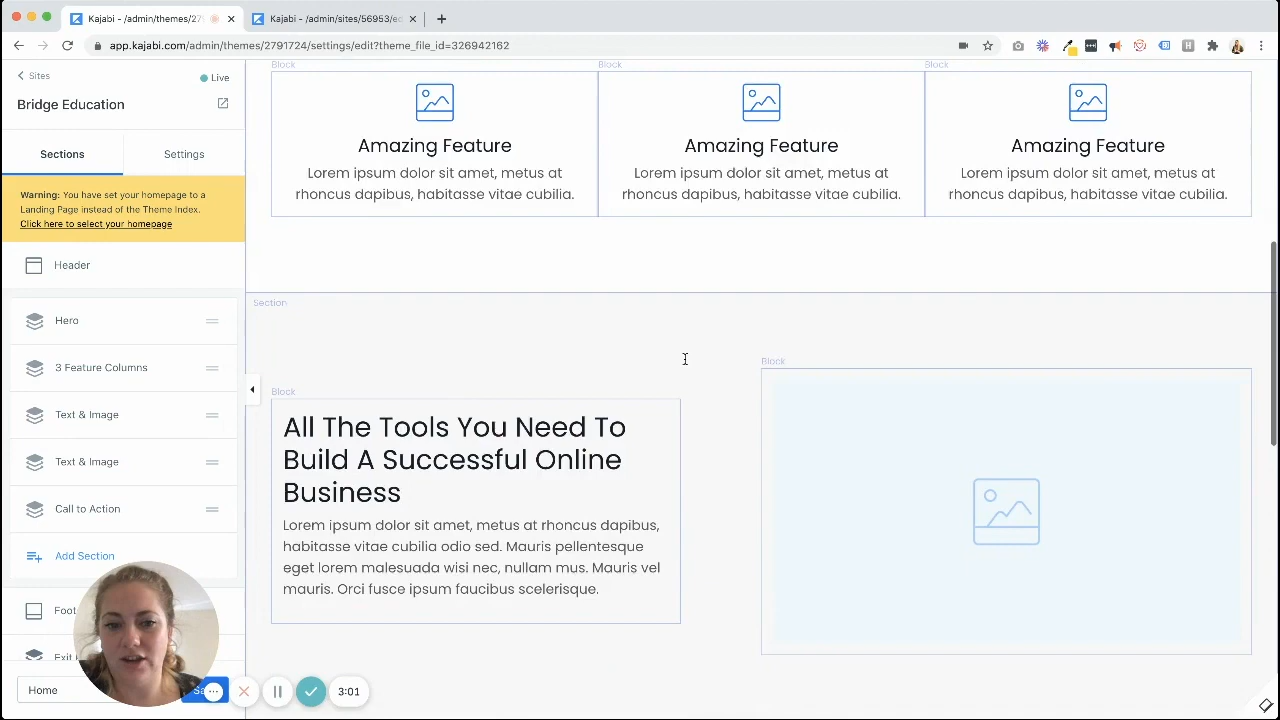 Kajabi - /admin/themes/27
Kajabi - /admin/sites/56953/ec
app.kajabi.com/admin/themes/2791724/settings/edit?theme_file_id=326942162
Sites
Live
Bridge Education
Sections
Settings
Warning: You have set your homepage to a
Landing Page instead of the Theme Index.
Click here to select your homepage
Header
Hero
3 Feature Columns
Text & Image
Text & Image
Call to Action
Add Section
Foot
Exit
Home
Sa
3:01
Block
Block
Block
Amazing Feature
Lorem ipsum dolor sit amet, metus at
rhoncus dapibus, habitasse vitae cubilia.
Amazing Feature
Lorem ipsum dolor sit amet, metus at
rhoncus dapibus, habitasse vitae cubilia.
Amazing Feature
Lorem ipsum dolor sit amet, metus at
rhoncus dapibus, habitasse vitae cubilia.
Section
Block
All The Tools You Need To
Build A Successful Online
Business
Lorem ipsum dolor sit amet, metus at rhoncus dapibus,
habitasse vitae cubilia odio sed. Mauris pellentesque
eget lorem malesuada wisi nec, nullam mus. Mauris vel
mauris. Orci fusce ipsum faucibus scelerisque.
Block